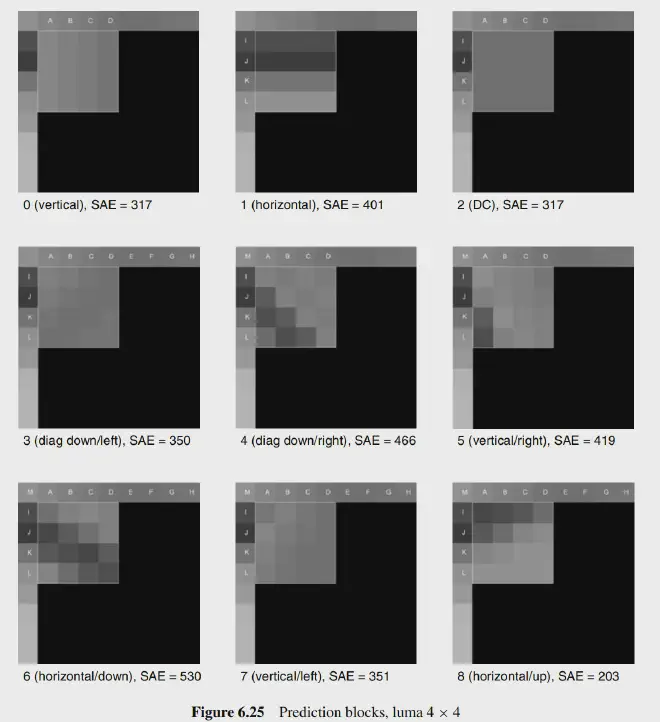 A B C D
I
J
K
L
0 (vertical), SAE = 317
I
J
K
L
1 (horizontal), SAE = 401
A B C D
I
J
K
L
2 (DC), SAE = 317
A B C D E F G H
I
J
K
L
3 (diag down/left), SAE = 350
M A B C D
I
J
K
L
4 (diag down/right), SAE = 466
M A B C D
I
J
K
L
5 (vertical/right), SAE = 419
M A B C D E F G H
I
J
K
L
6 (horizontal/down), SAE = 530
A B C D E F G H
I
J
K
L
7 (vertical/left), SAE = 351
M A B C D E F G H
I
J
K
L
8 (horizontal/up), SAE = 203
Figure 6.25 Prediction blocks, luma 4 × 4